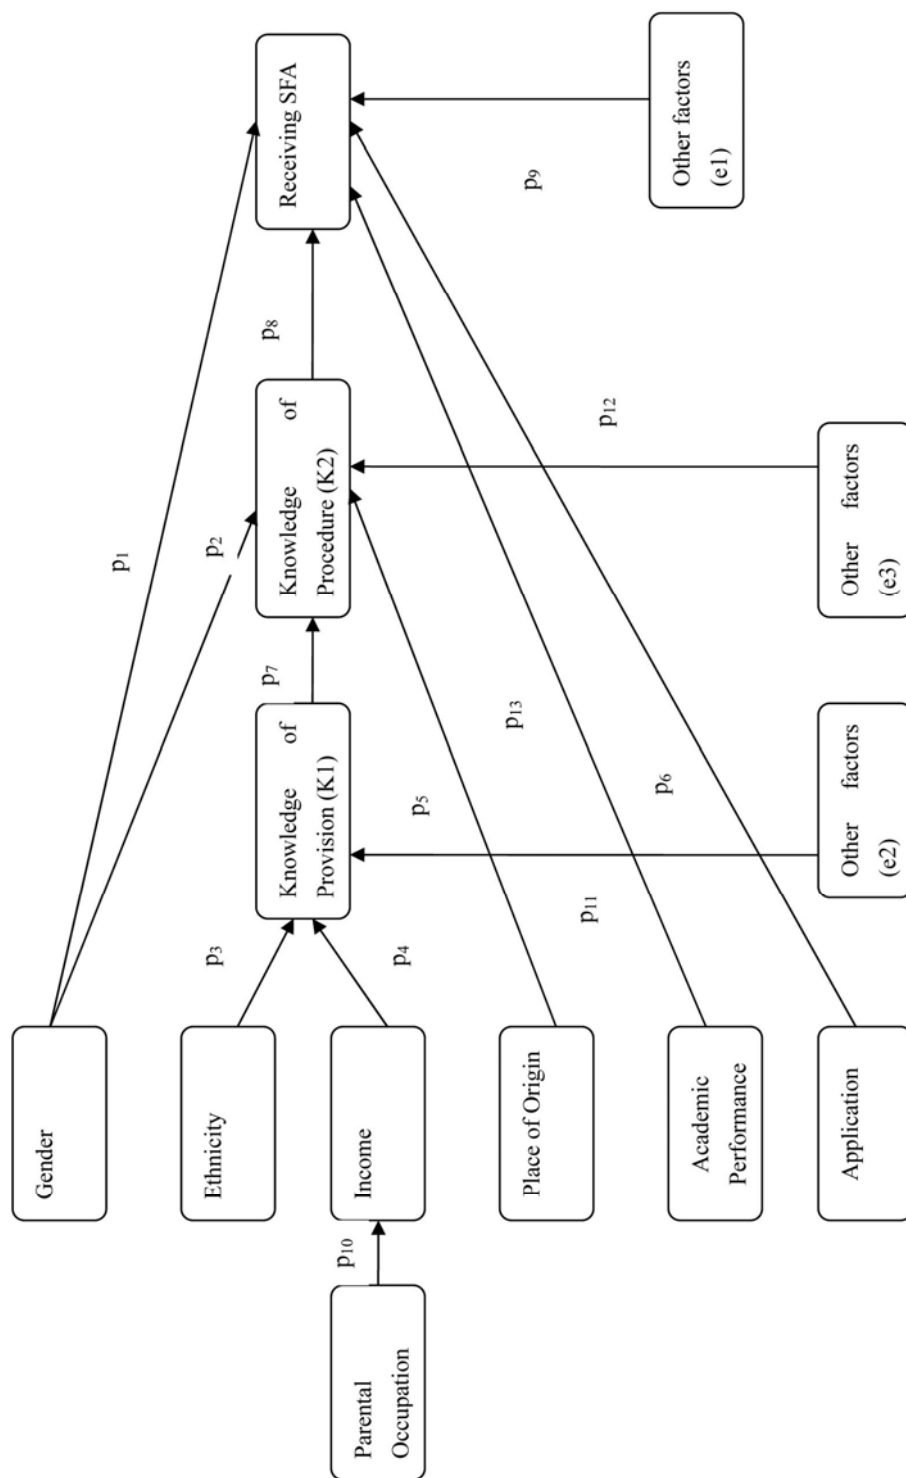 Gender
Ethnicity
Income
Parental
Occupation
Place of Origin
Academic
Performance
Application
Knowledge of
Provision (K1)
Knowledge of
Procedure (K2)
Receiving SFA
Other factors
(e2)
Other factors
(e3)
Other factors
(e1)
p1
p2
p3
p4
p10
p7
p8
p5
p11
p13
p6
p12
p9